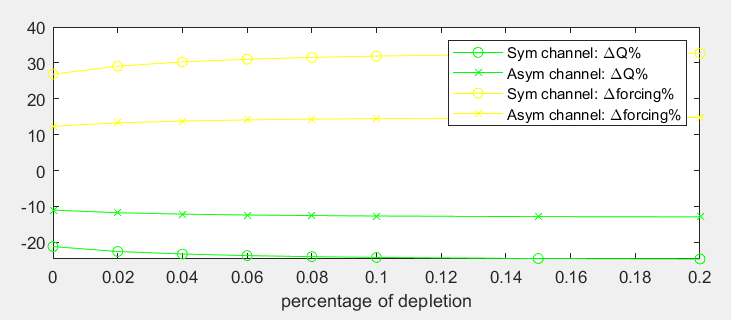 40
30
20
10
0
-10
-20
Sym channel: ΔQ%
Asym channel: ΔQ%
Sym channel: Δforcing%
Asym channel: Δforcing%
0 0.02 0.04 0.06 0.08 0.1 0.12 0.14 0.16 0.18 0.2
percentage of depletion